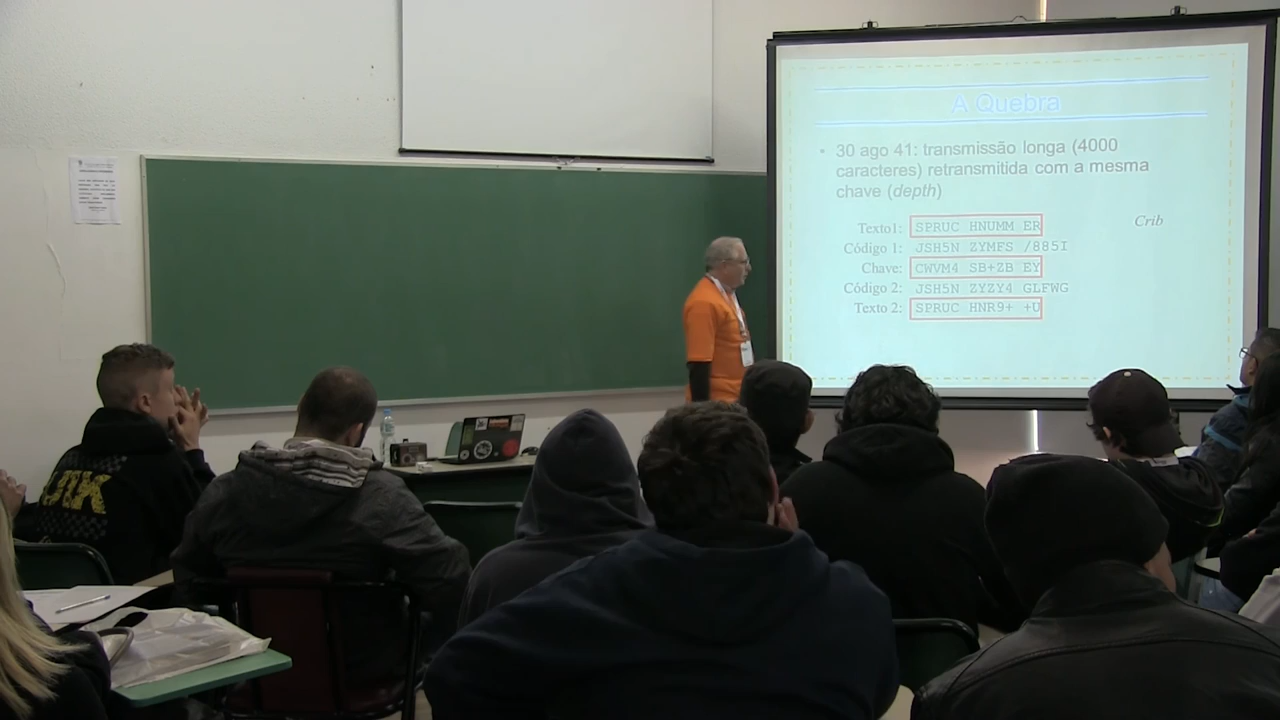 A Quebra
• 30 ago 41: transmissão longa (4000
caracteres) retransmitida com a mesma
chave (depth)
Texto1: SPRUC HNUMM ER
Crib
Código 1: JSH5N ZYMFS /885I
Chave: CWVM4 SB+ZB EY
Código 2: JSH5N ZYZY4 GLFWG
Texto 2: SPRUC HNR9+ +U